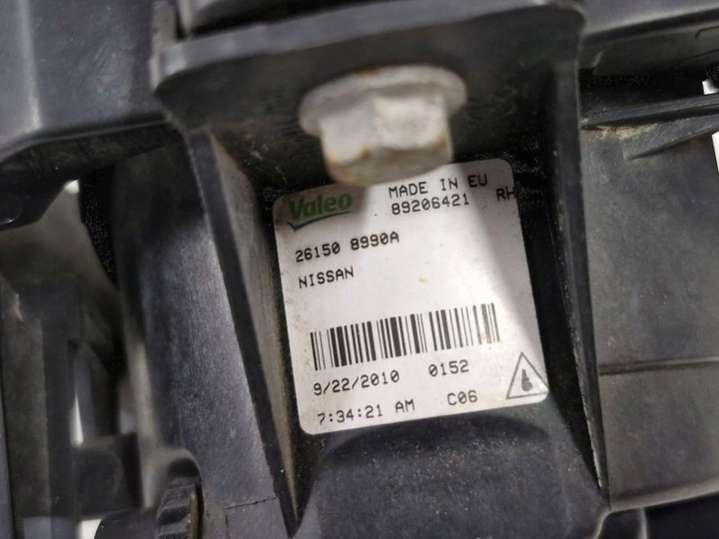 Valeo MADE IN EU
89206421 RH
26150 8990A
NISSAN
9/22/2010 0152
7:34:21 AM C06